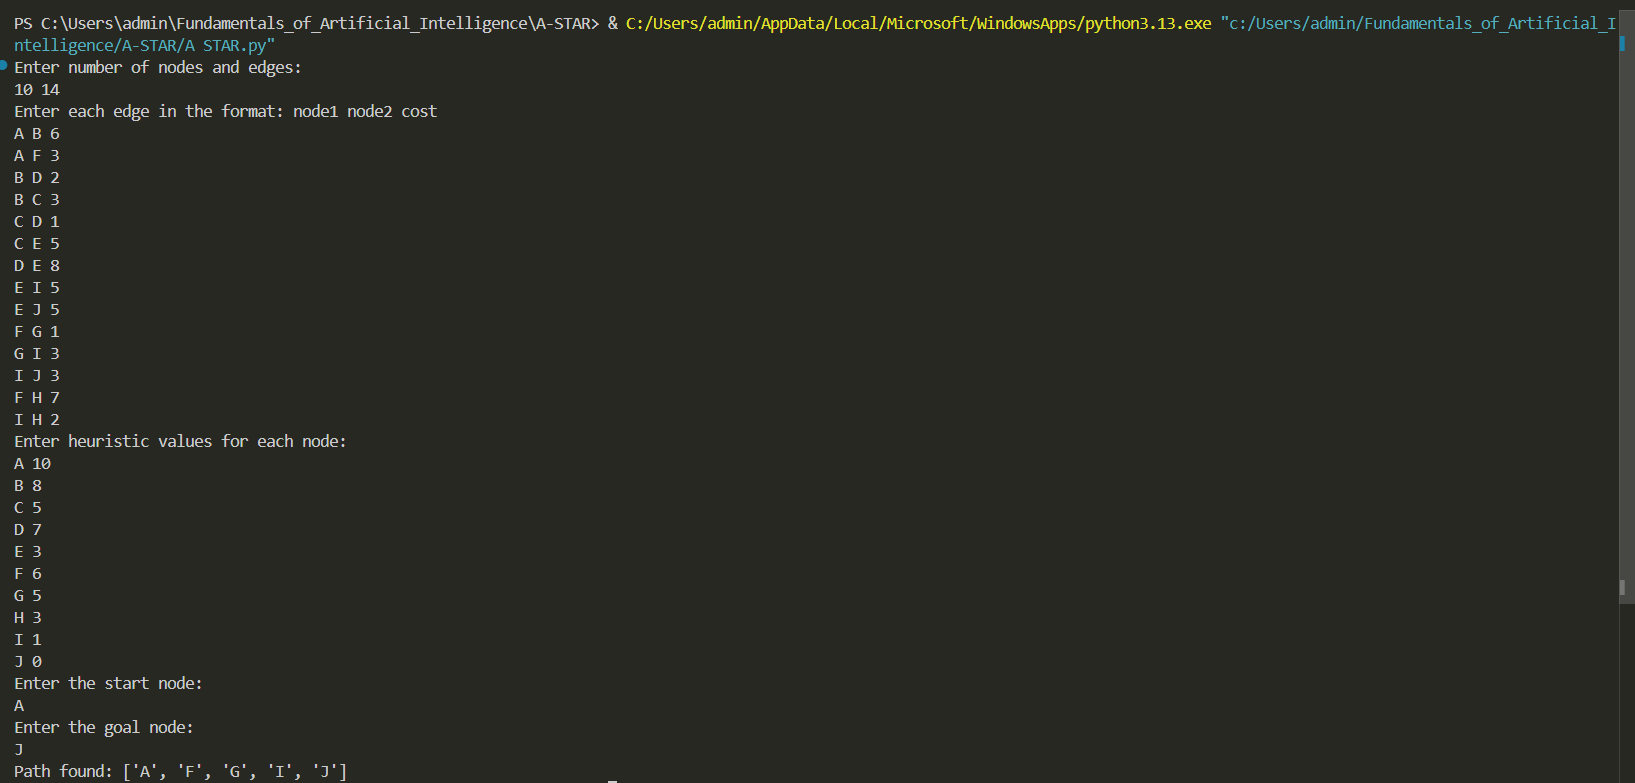 PS C:\Users\admin\Fundamentals_of_Artificial_Intelligence\A-STAR> & C:/Users/admin/AppData/Local/Microsoft/WindowsApps/python3.13.exe "c:/Users/admin/Fundamentals_of_Artificial_I
ntelligence/A-STAR/A STAR.py"
Enter number of nodes and edges:
10 14
Enter each edge in the format: node1 node2 cost
A B 6
A F 3
B D 2
B C 3
C D 1
C E 5
D E 8
E I 5
E J 5
F G 1
G I 3
I J 3
F H 7
I H 2
Enter heuristic values for each node:
A 10
B 8
C 5
D 7
E 3
F 6
G 5
H 3
I 1
J 0
Enter the start node:
A
Enter the goal node:
J
Path found: ['A', 'F', 'G', 'I', 'J']